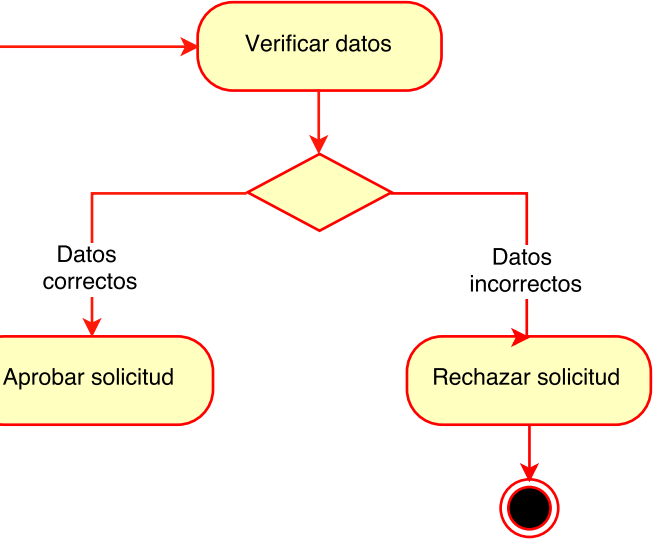 Verificar datos
Datos
correctos
Datos
incorrectos
Aprobar solicitud
Rechazar solicitud